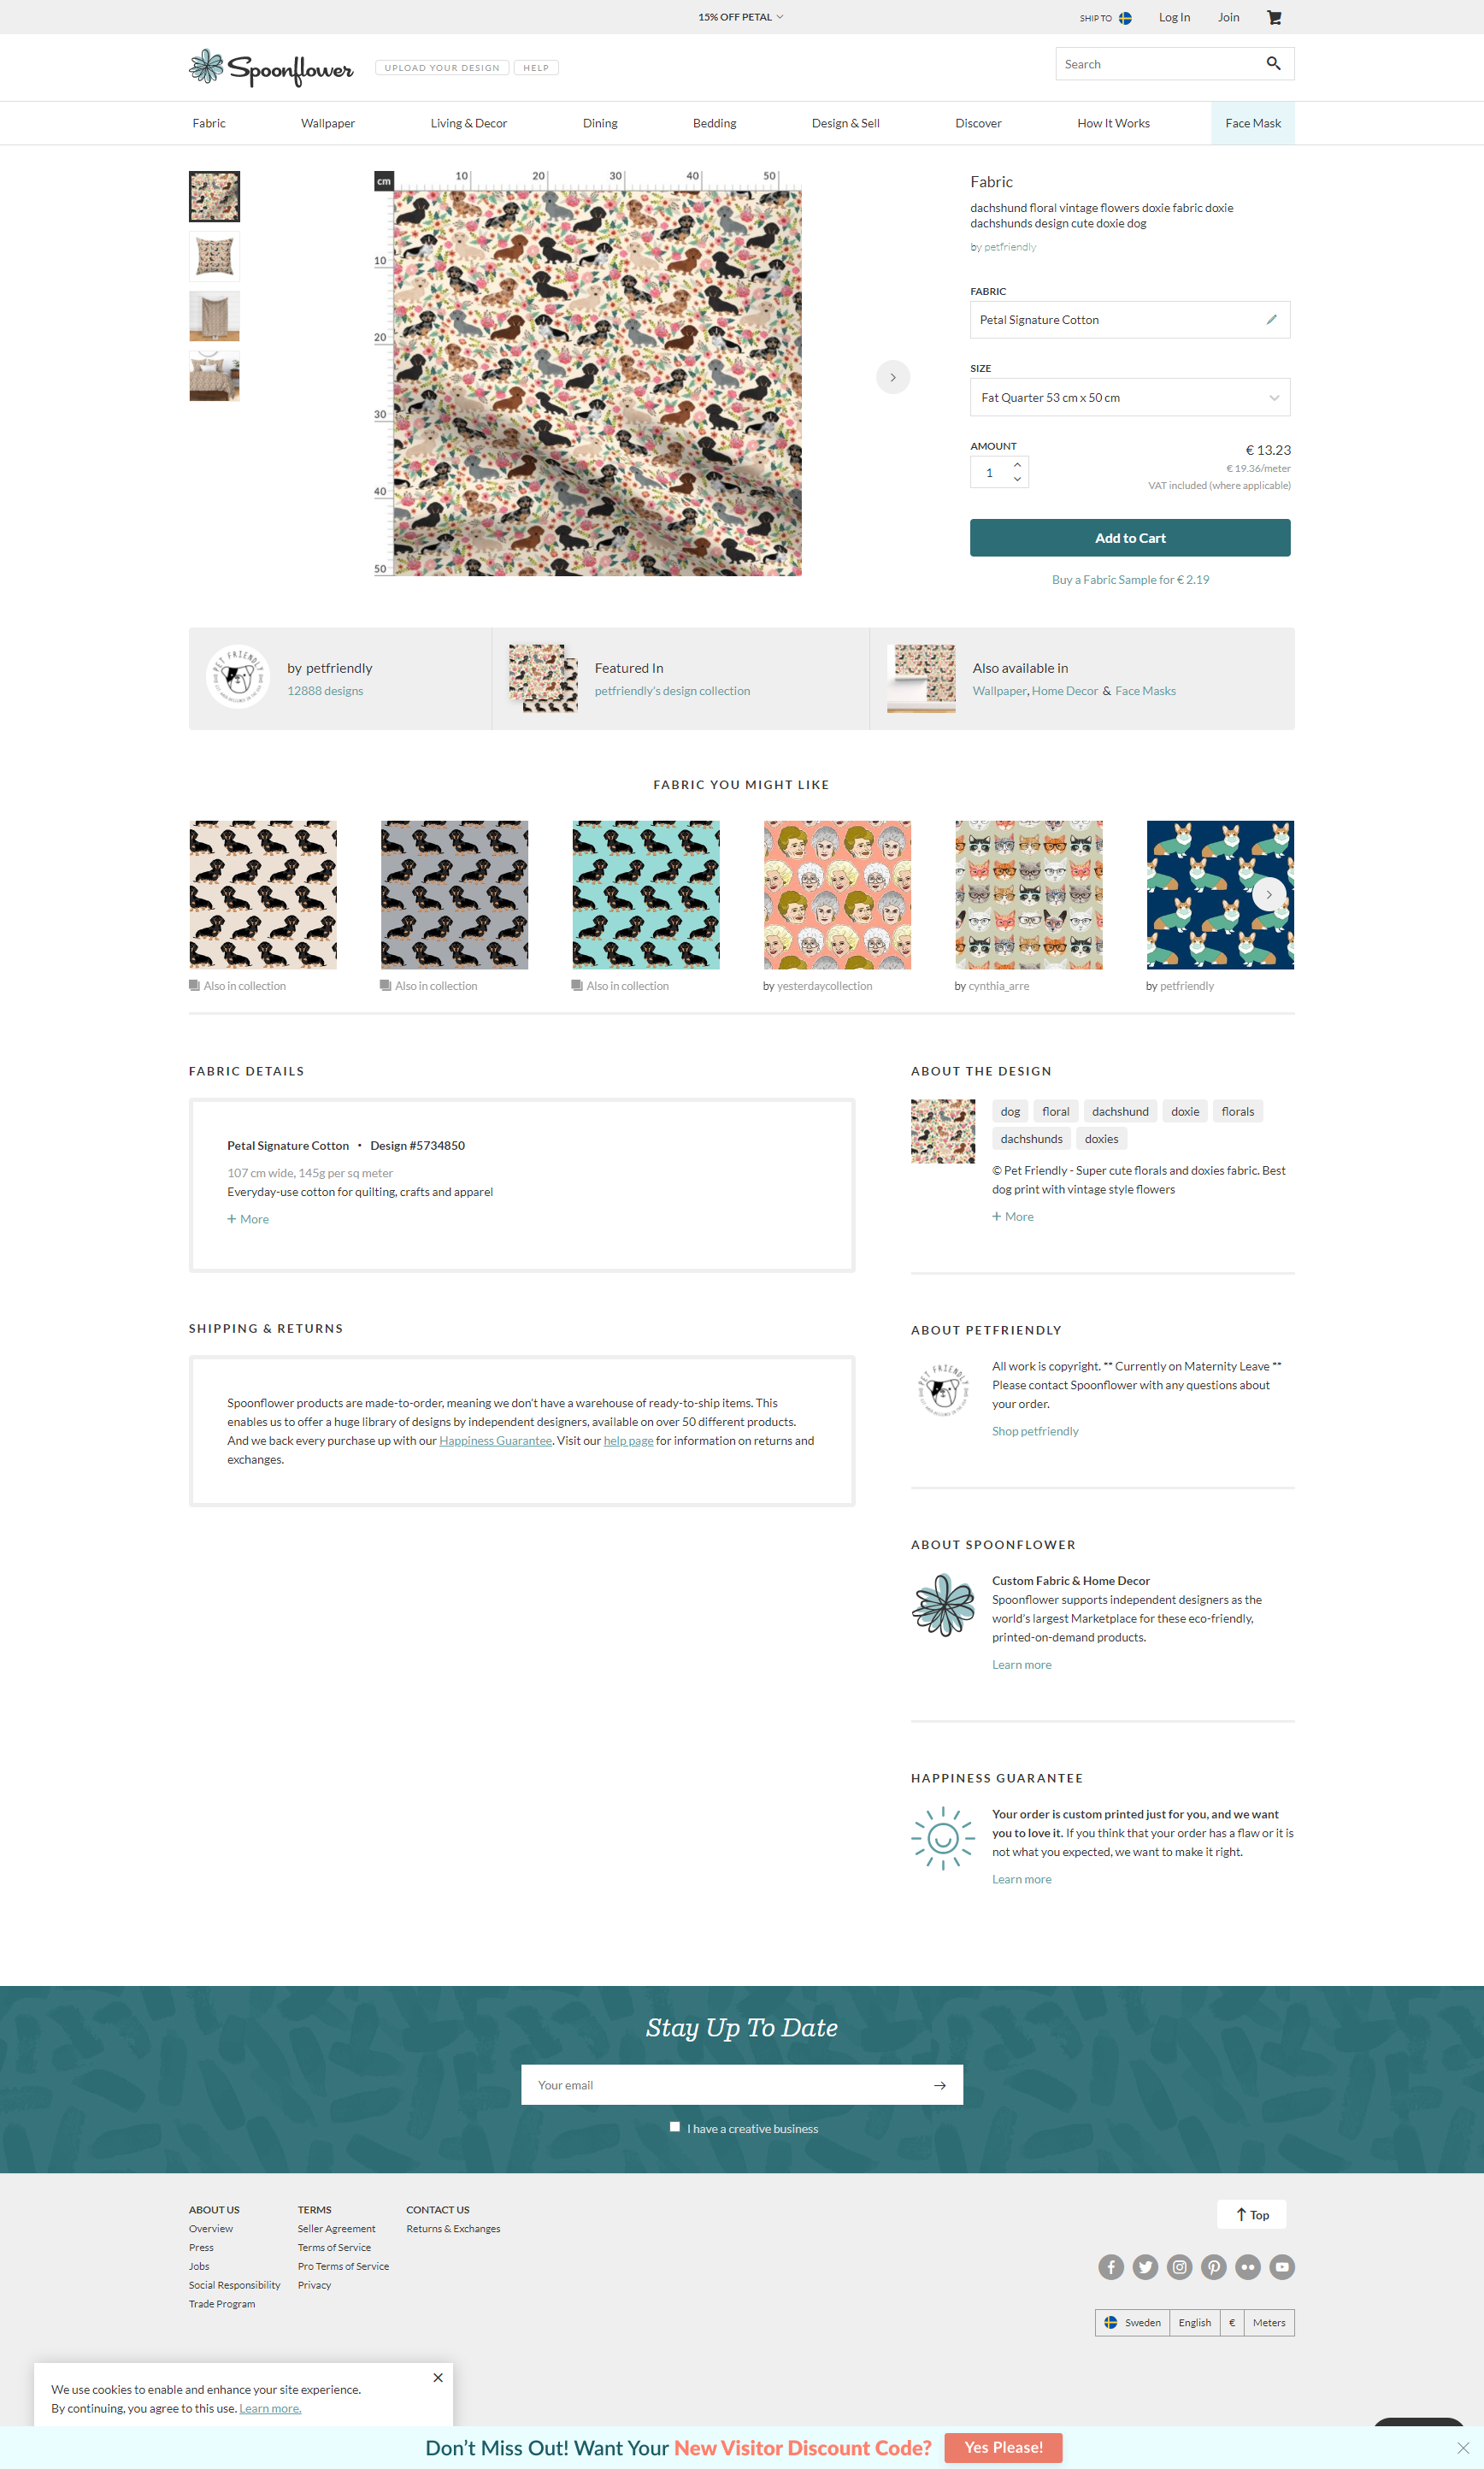 15% OFF PETAL
SHIP TO
Log In
Join
Spoonflower
UPLOAD YOUR DESIGN
HELP
Search
Fabric
Wallpaper
Living & Decor
Dining
Bedding
Design & Sell
Discover
How It Works
Face Mask
cm
10
20
30
40
50
10
20
30
40
50
Fabric
dachshund floral vintage flowers doxie fabric doxie
dachshunds design cute doxie dog
by petfriendly
FABRIC
Petal Signature Cotton
SIZE
Fat Quarter 53 cm x 50 cm
AMOUNT
1
€ 13.23
€ 19.36/meter
VAT included (where applicable)
Add to Cart
Buy a Fabric Sample for € 2.19
PET FRIENDLY
by petfriendly
12888 designs
Featured In
petfriendly's design collection
Also available in
Wallpaper, Home Decor & Face Masks
FABRIC YOU MIGHT LIKE
Also in collection
Also in collection
Also in collection
by yesterdaycollection
by cynthia_arre
by petfriendly
FABRIC DETAILS
Petal Signature Cotton • Design #5734850
107 cm wide, 145g per sq meter
Everyday-use cotton for quilting, crafts and apparel
+ More
SHIPPING & RETURNS
Spoonflower products are made-to-order, meaning we don't have a warehouse of ready-to-ship items. This
enables us to offer a huge library of designs by independent designers, available on over 50 different products.
And we back every purchase up with our Happiness Guarantee. Visit our help page for information on returns and
exchanges.
ABOUT THE DESIGN
dog
floral
dachshund
doxie
florals
dachshunds
doxies
© Pet Friendly - Super cute florals and doxies fabric. Best
dog print with vintage style flowers
+ More
ABOUT PETFRIENDLY
PET FRIENDLY
All work is copyright. ** Currently on Maternity Leave **
Please contact Spoonflower with any questions about
your order.
Shop petfriendly
ABOUT SPOONFLOWER
Custom Fabric & Home Decor
Spoonflower supports independent designers as the
world's largest Marketplace for these eco-friendly,
printed-on-demand products.
Learn more
HAPPINESS GUARANTEE
Your order is custom printed just for you, and we want
you to love it. If you think that your order has a flaw or it is
not what you expected, we want to make it right.
Learn more
Stay Up To Date
Your email
I have a creative business
ABOUT US
Overview
Press
Jobs
Social Responsibility
Trade Program
TERMS
Seller Agreement
Terms of Service
Pro Terms of Service
Privacy
CONTACT US
Returns & Exchanges
Top
Sweden
English
€
Meters
We use cookies to enable and enhance your site experience.
By continuing, you agree to this use. Learn more.
Don't Miss Out! Want Your New Visitor Discount Code?
Yes Please!